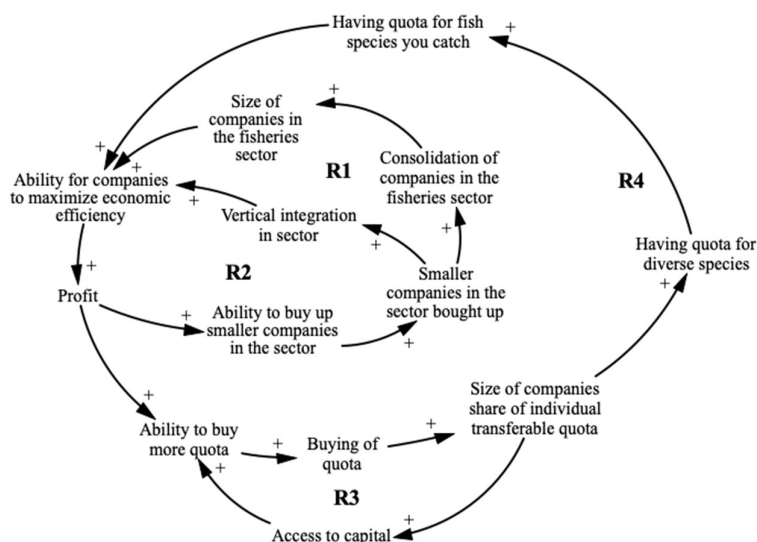 Having quota for fish
species you catch
+
+
Size of
companies in
the fisheries
sector
Consolidation of
companies in the
fisheries sector
R1
R4
+
+
Ability for companies
to maximize economic
efficiency
+
Vertical integration
in sector
+
+
Having quota for
diverse species
+
R2
Smaller
companies in the
sector bought up
+
Profit
+
Ability to buy up
smaller companies
in the sector
+
+
Size of companies
share of individual
transferable quota
+
Ability to buy
more quota
+
Buying of
quota
+
+
R3
Access to capital
+